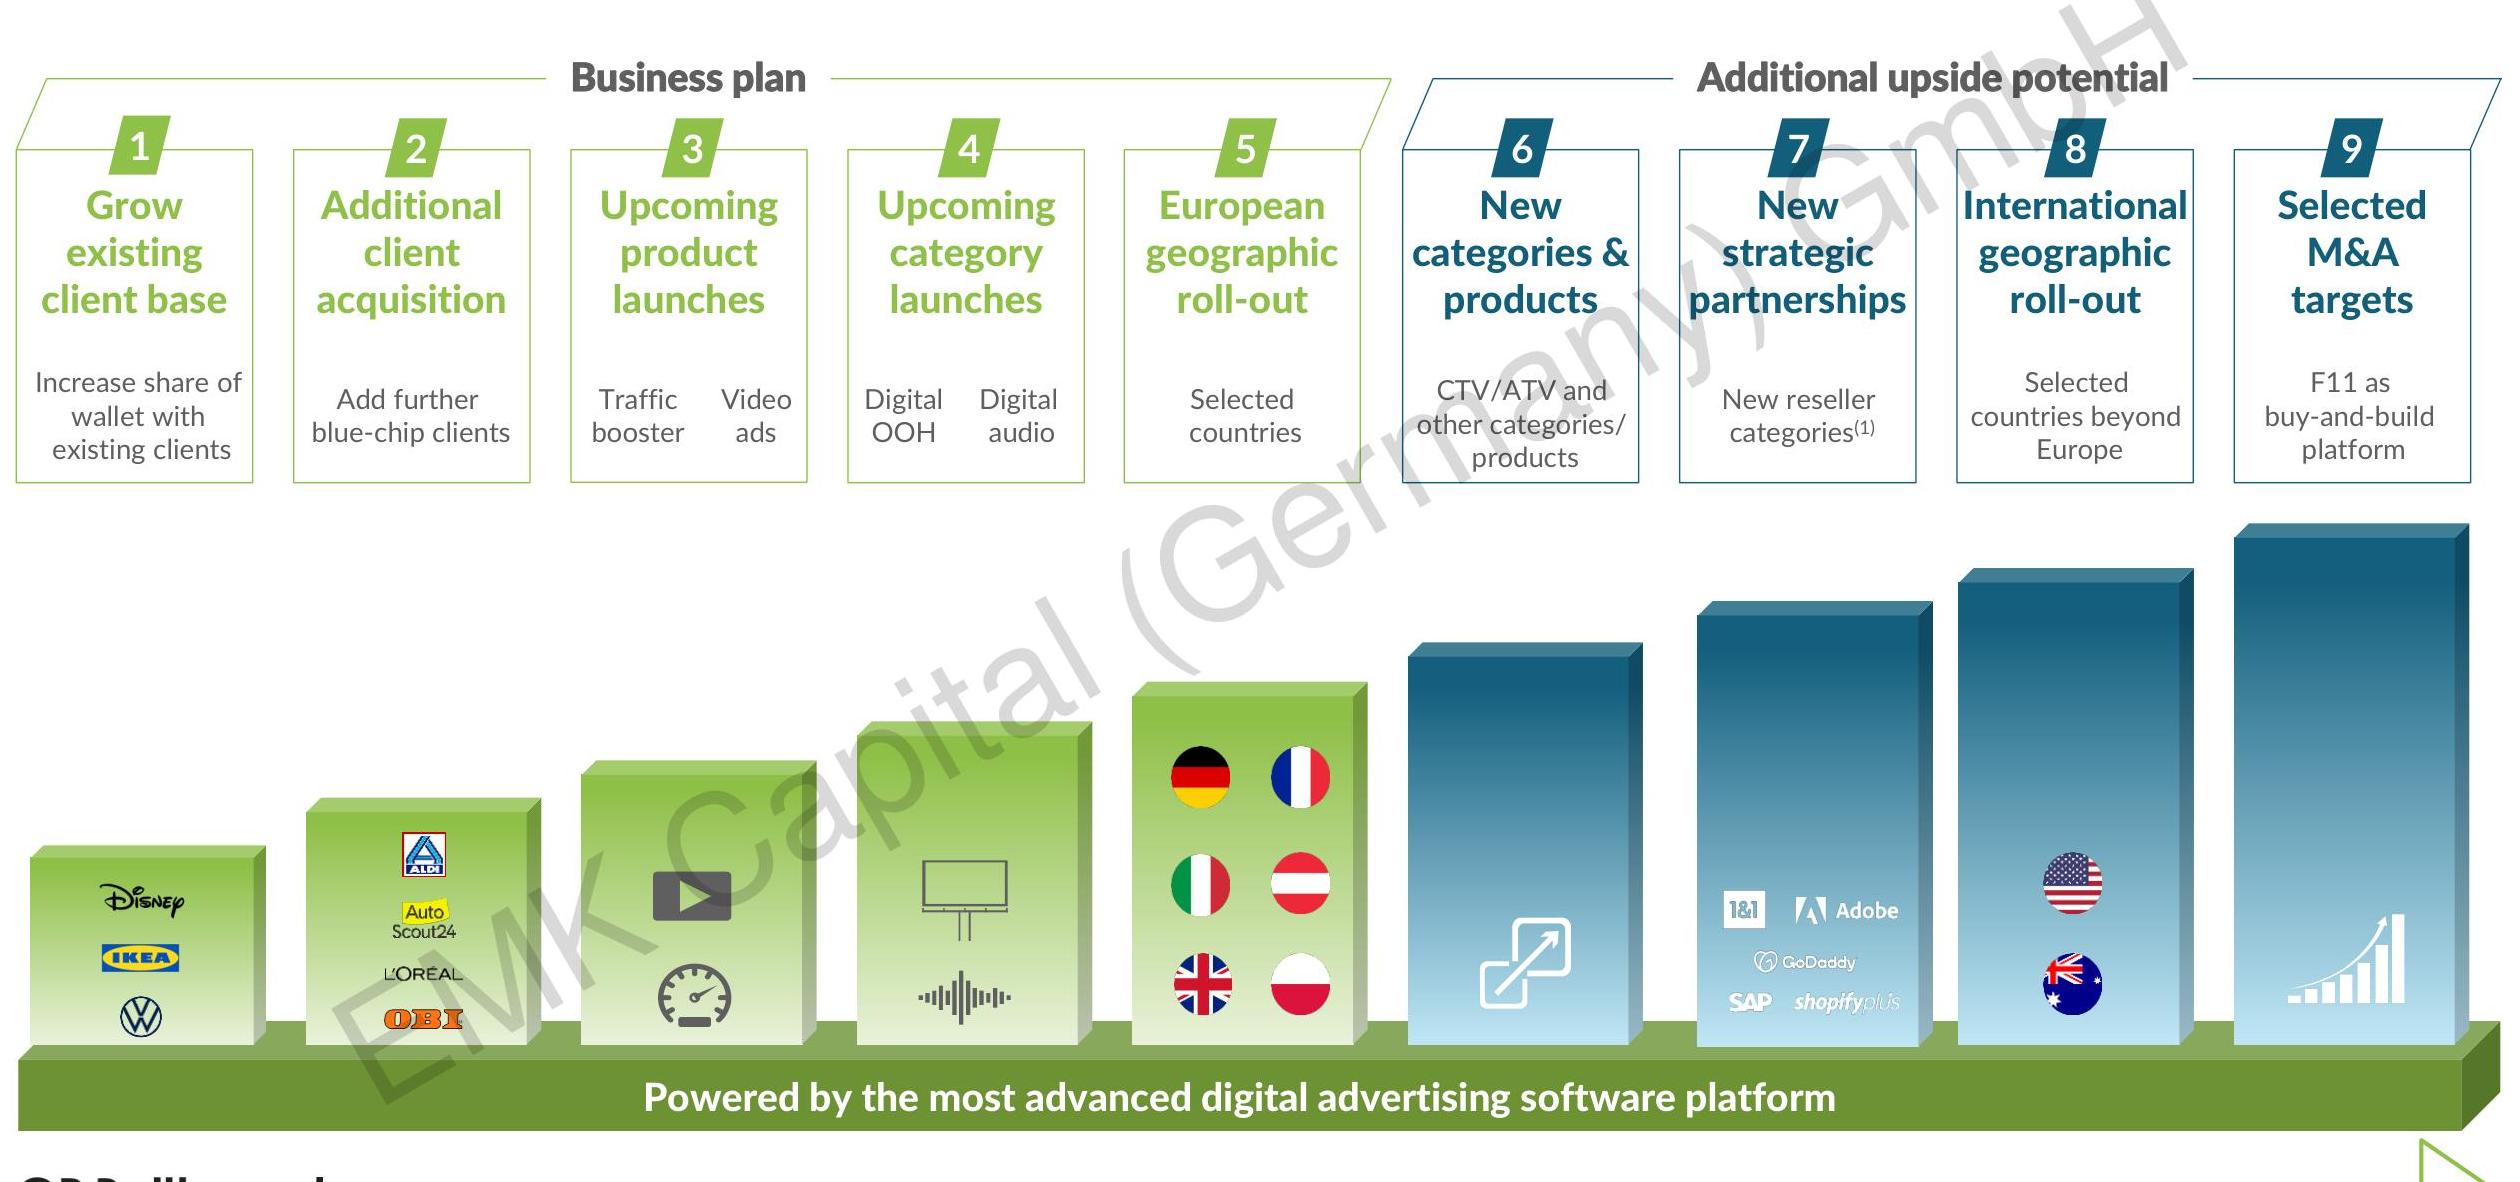 Business plan
Additional upside potential
1
Grow
existing
client base
Increase share of
wallet with
existing clients
2
Additional
client
acquisition
Add further
blue-chip clients
3
Upcoming
product
launches
Traffic booster
Video ads
4
Upcoming
category
launches
Digital OOH
Digital audio
5
European
geographic
roll-out
Selected
countries
6
New
categories &
products
CTV/ATV and
other categories/
products
7
New
strategic
partnerships
New reseller
categories(1)
8
International
geographic
roll-out
Selected
countries beyond
Europe
9
Selected
M&A
targets
F11 as
buy-and-build
platform
Disney
IKEA
VW
ALDI
Auto
Scout24
L'ORÉAL
OBI
1&1
Adobe
GoDaddy
SAP
shopifyplus
Powered by the most advanced digital advertising software platform
EMK Capital (Germany) GmbH